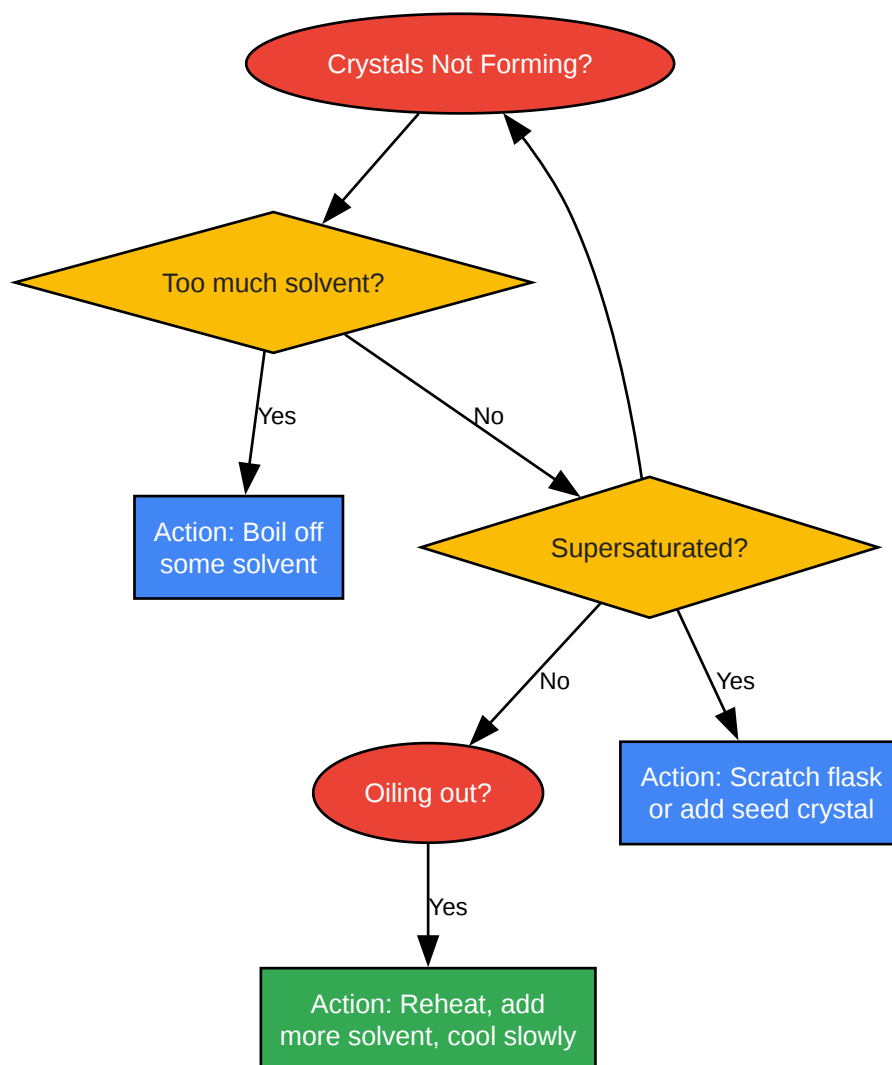 Crystals Not Forming?
Too much solvent?
Yes
No
Action: Boil off
some solvent
Supersaturated?
No
Yes
Oiling out?
Action: Scratch flask
or add seed crystal
Yes
Action: Reheat, add
more solvent, cool slowly